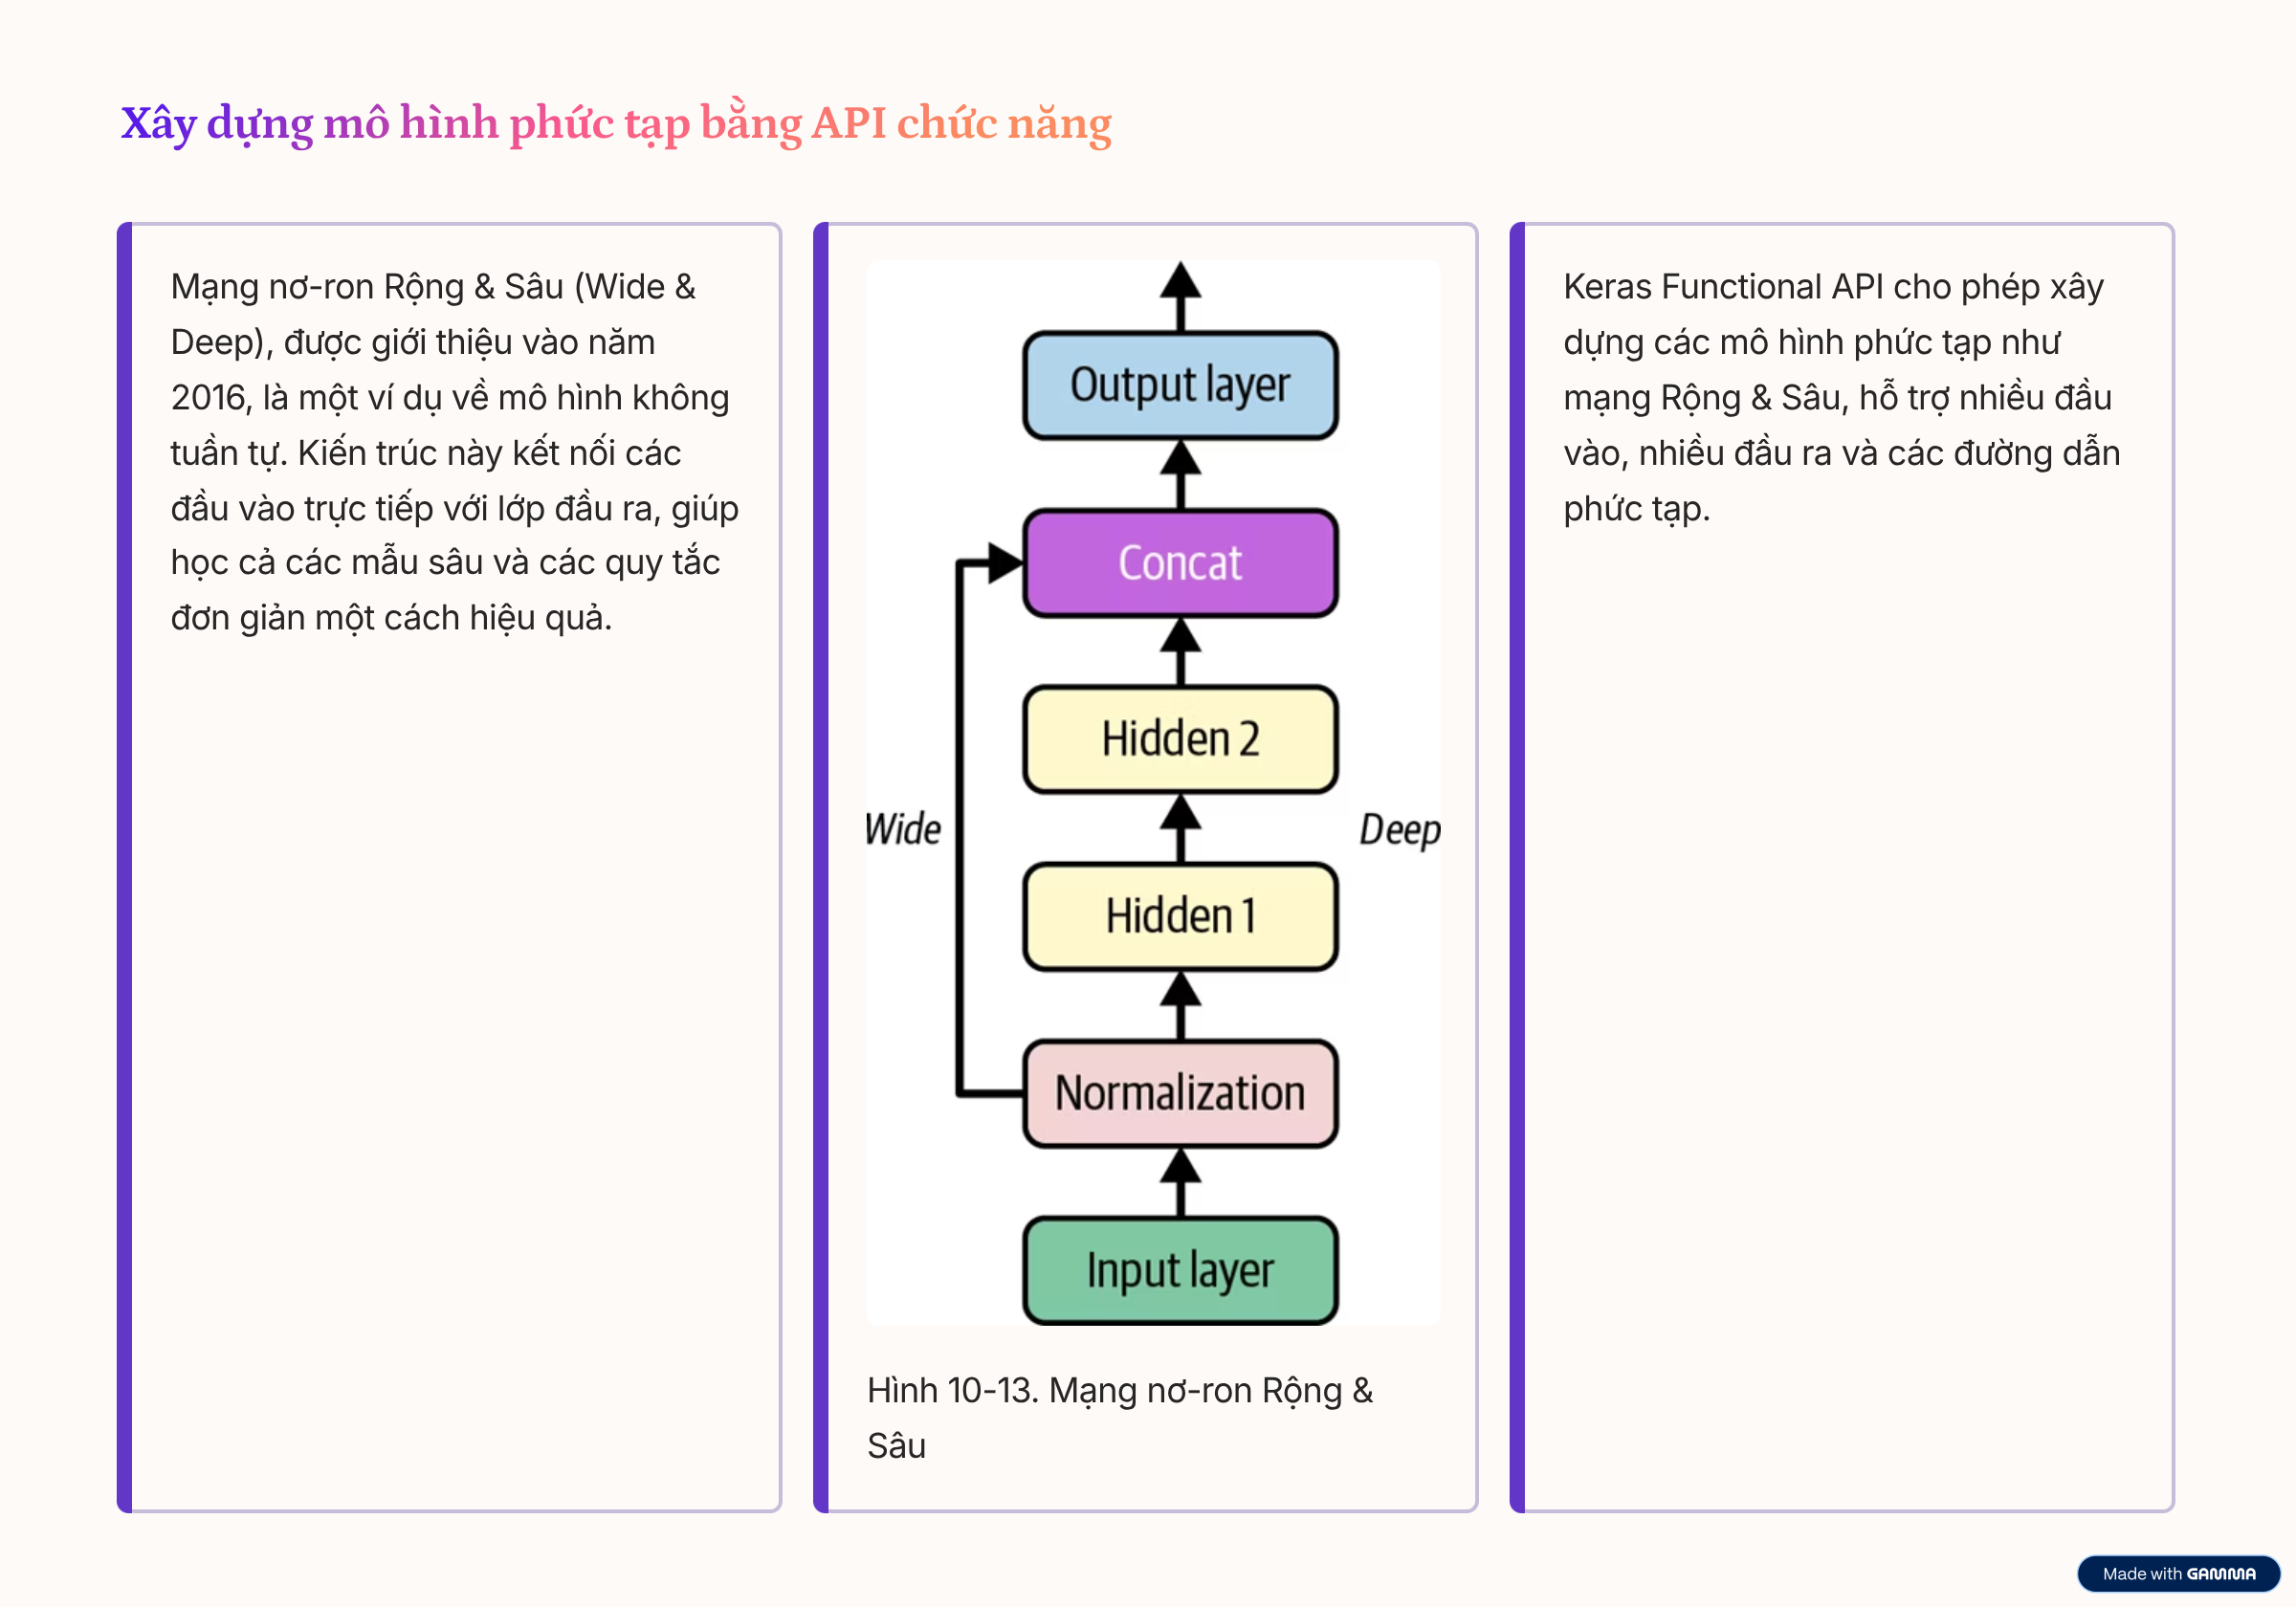 Xây dựng mô hình phức tạp bằng API chức năng
Mạng nơ-ron Rộng & Sâu (Wide &
Deep), được giới thiệu vào năm
2016, là một ví dụ về mô hình không
tuần tự. Kiến trúc này kết nối các
đầu vào trực tiếp với lớp đầu ra, giúp
học cả các mẫu sâu và các quy tắc
đơn giản một cách hiệu quả.
Output layer
Concat
Hidden 2
Wide
Deep
Hidden 1
Normalization
Input layer
Hình 10-13. Mạng nơ-ron Rộng &
Sâu
Keras Functional API cho phép xây
dựng các mô hình phức tạp như
mạng Rộng & Sâu, hỗ trợ nhiều đầu
vào, nhiều đầu ra và các đường dẫn
phức tạp.
Made with GAMMA